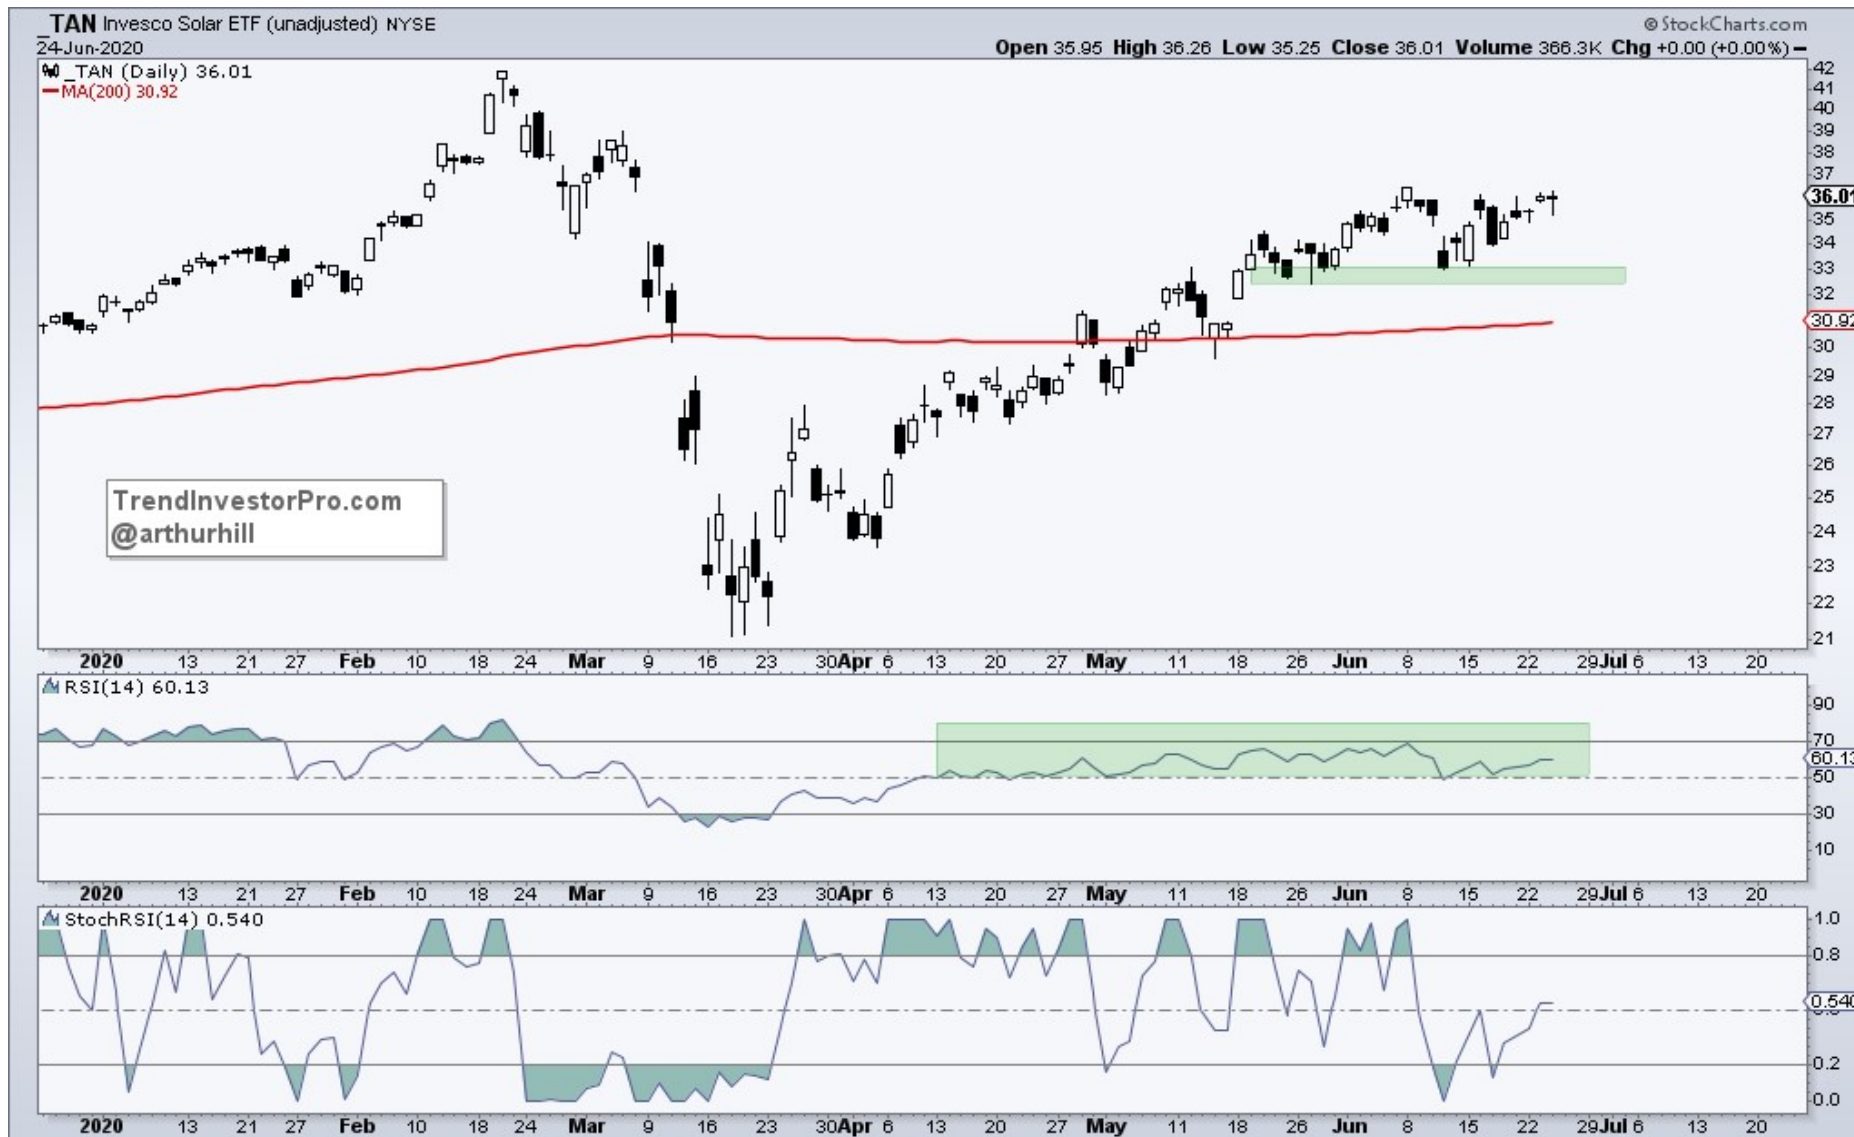 _TAN Invesco Solar ETF (unadjusted) NYSE
© StockCharts.com
24-Jun-2020
Open 35.95 High 36.26 Low 35.25 Close 36.01 Volume 366.3K Chg +0.00 (+0.00%)
_TAN (Daily) 36.01
MA(200) 30.92
42
41
40
39
38
37
36.01
35
34
33
32
30.92
30
29
28
27
26
25
24
23
22
21
TrendInvestorPro.com
@arthurhill
2020 13 21 27 Feb 10 18 24 Mar 9 16 23 30 Apr 6 13 20 27 May 11 18 26 Jun 8 15 22 29 Jul 6 13 20
RSI(14) 60.13
90
70
60.13
50
30
10
2020 13 21 27 Feb 10 18 24 Mar 9 16 23 30 Apr 6 13 20 27 May 11 18 26 Jun 8 15 22 29 Jul 6 13 20
StochRSI(14) 0.540
1.0
0.8
0.540
0.2
0.0
2020 13 21 27 Feb 10 18 24 Mar 9 16 23 30 Apr 6 13 20 27 May 11 18 26 Jun 8 15 22 29 Jul 6 13 20